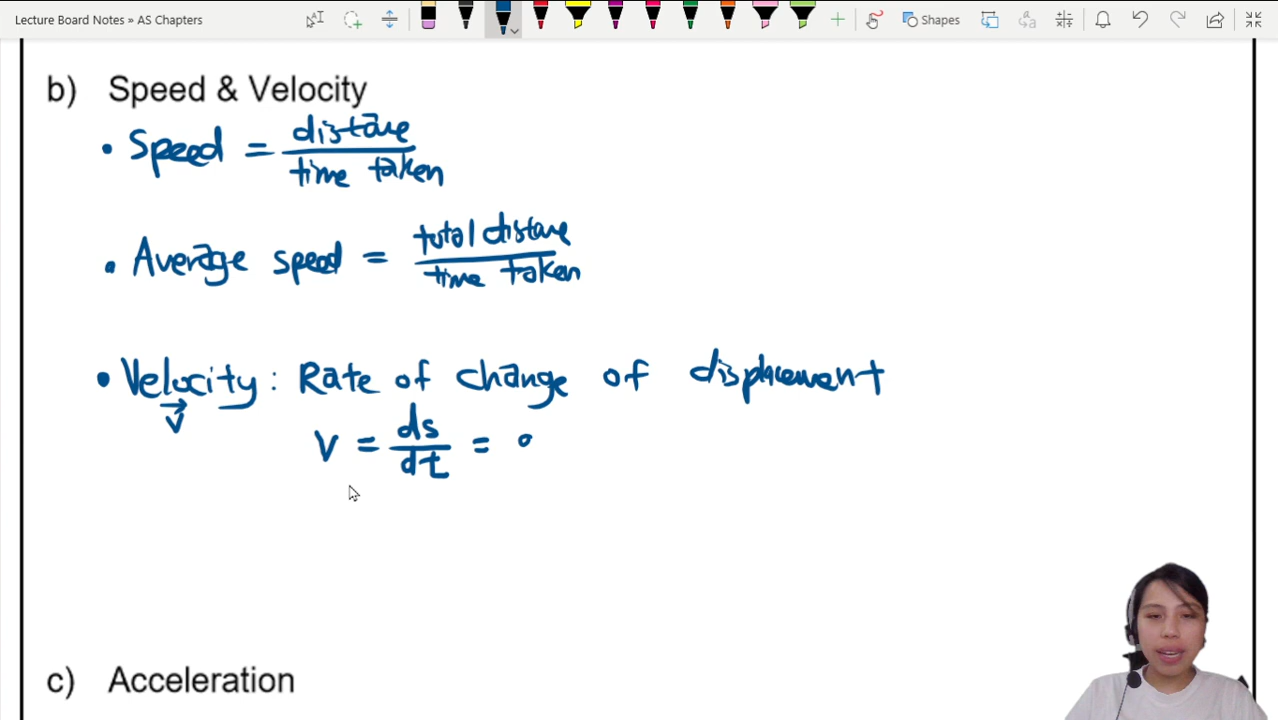 Lecture Board Notes » AS Chapters
Shapes
b) Speed & Velocity
• Speed = distance / time taken
• Average speed = total distance / time taken
• Velocity : Rate of change of displacement
v⃗
V = ds/dt =
c) Acceleration